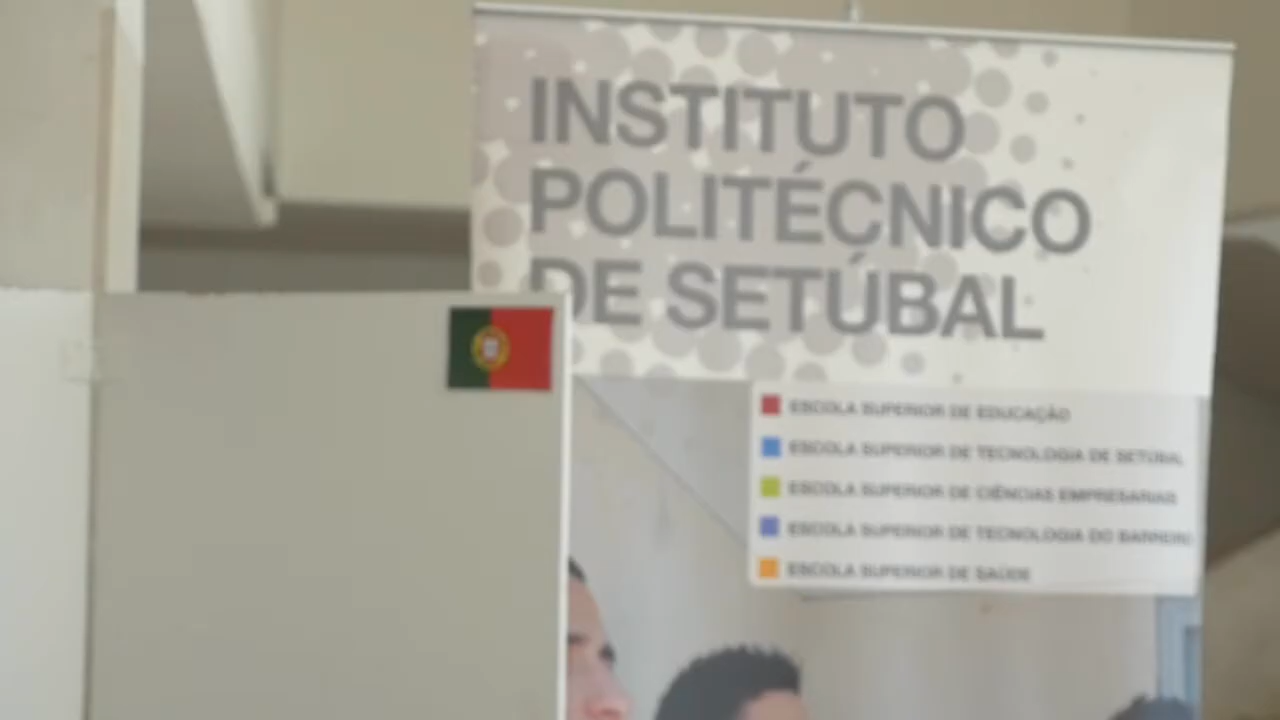 INSTITUTO
POLITÉCNICO
DE SETÚBAL
ESCOLA SUPERIOR DE EDUCAÇÃO
ESCOLA SUPERIOR DE TECNOLOGIA DE SETÚBAL
ESCOLA SUPERIOR DE CIÊNCIAS EMPRESARIAIS
ESCOLA SUPERIOR DE TECNOLOGIA DO BARREIRO
ESCOLA SUPERIOR DE SAÚDE